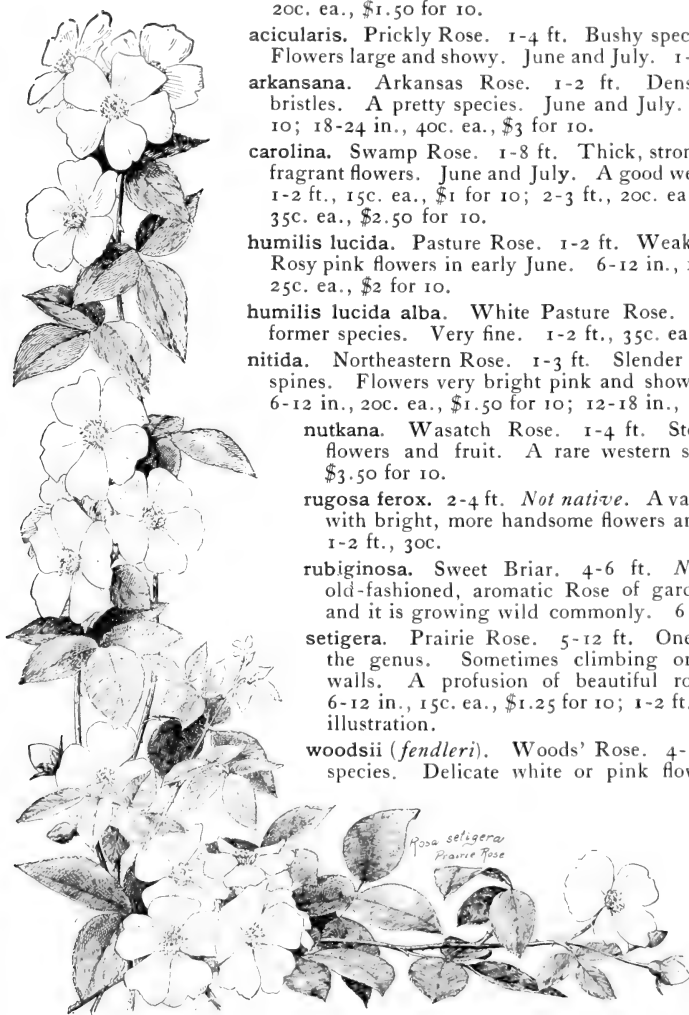 20c. ea., $1.50 for 10.
acicularis. Prickly Rose. 1-4 ft. Bushy spec
Flowers large and showy. June and July. 1-
arkansana. Arkansas Rose. 1-2 ft. Dens
bristles. A pretty species. June and July.
10; 18-24 in., 40c. ea., $3 for 10.
carolina. Swamp Rose. 1-8 ft. Thick, stron
fragrant flowers. June and July. A good we
1-2 ft., 15c. ea., $1 for 10; 2-3 ft., 20c. ea
35c. ea., $2.50 for 10.
humilis lucida. Pasture Rose. 1-2 ft. Weak
Rosy pink flowers in early June. 6-12 in.,
25c. ea., $2 for 10.
humilis lucida alba. White Pasture Rose.
former species. Very fine. 1-2 ft., 35c. ea
nitida. Northeastern Rose. 1-3 ft. Slender
spines. Flowers very bright pink and show
6-12 in., 20c. ea., $1.50 for 10; 12-18 in.,
nutkana. Wasatch Rose. 1-4 ft. Sto
flowers and fruit. A rare western s
$3.50 for 10.
rugosa ferox. 2-4 ft. Not native. A va
with bright, more handsome flowers an
1-2 ft., 30c.
rubiginosa. Sweet Briar. 4-6 ft. N
old-fashioned, aromatic Rose of gard
and it is growing wild commonly. 6
setigera. Prairie Rose. 5-12 ft. One
the genus. Sometimes climbing or
walls. A profusion of beautiful ro
6-12 in., 15c. ea., $1.25 for 10; 1-2 ft.
illustration.
woodsii (fendleri). Woods' Rose. 4-
species. Delicate white or pink flow
Rosa setigera
Prairie Rose